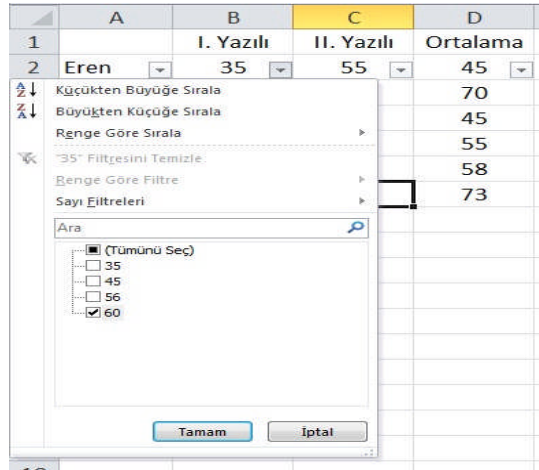 A B C D
1 I. Yazılı II. Yazılı Ortalama
2 Eren 35 55 45
Küçükten Büyüğe Sırala 70
Büyükten Küçüğe Sırala 45
Renge Göre Sırala 55
"35" Filtresini Temizle 58
Renge Göre Filtre
Sayı Filtreleri 73
Ara
(Tümünü Seç)
35
45
56
60
Tamam İptal